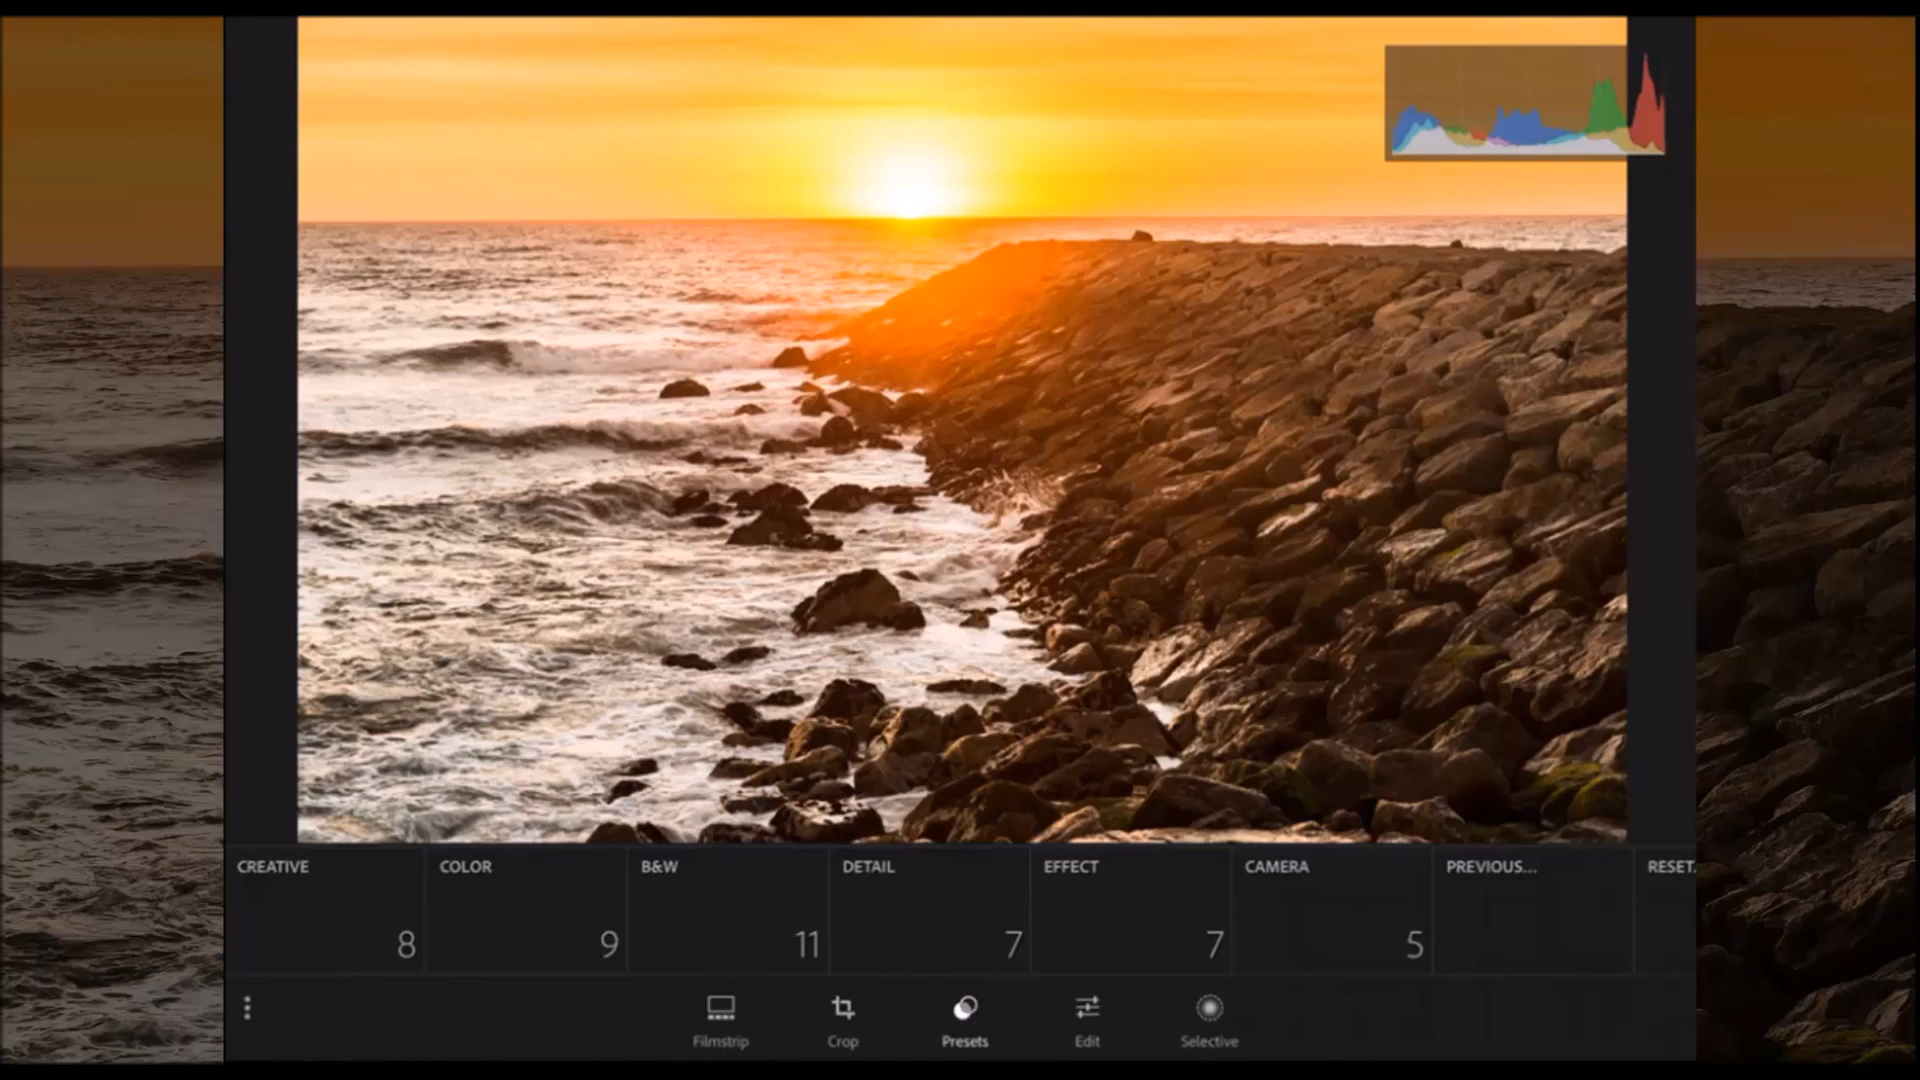 CREATIVE
8
COLOR
9
B&W
11
DETAIL
7
EFFECT
7
CAMERA
5
PREVIOUS...
RESET.
Filmstrip
Crop
Presets
Edit
Selective